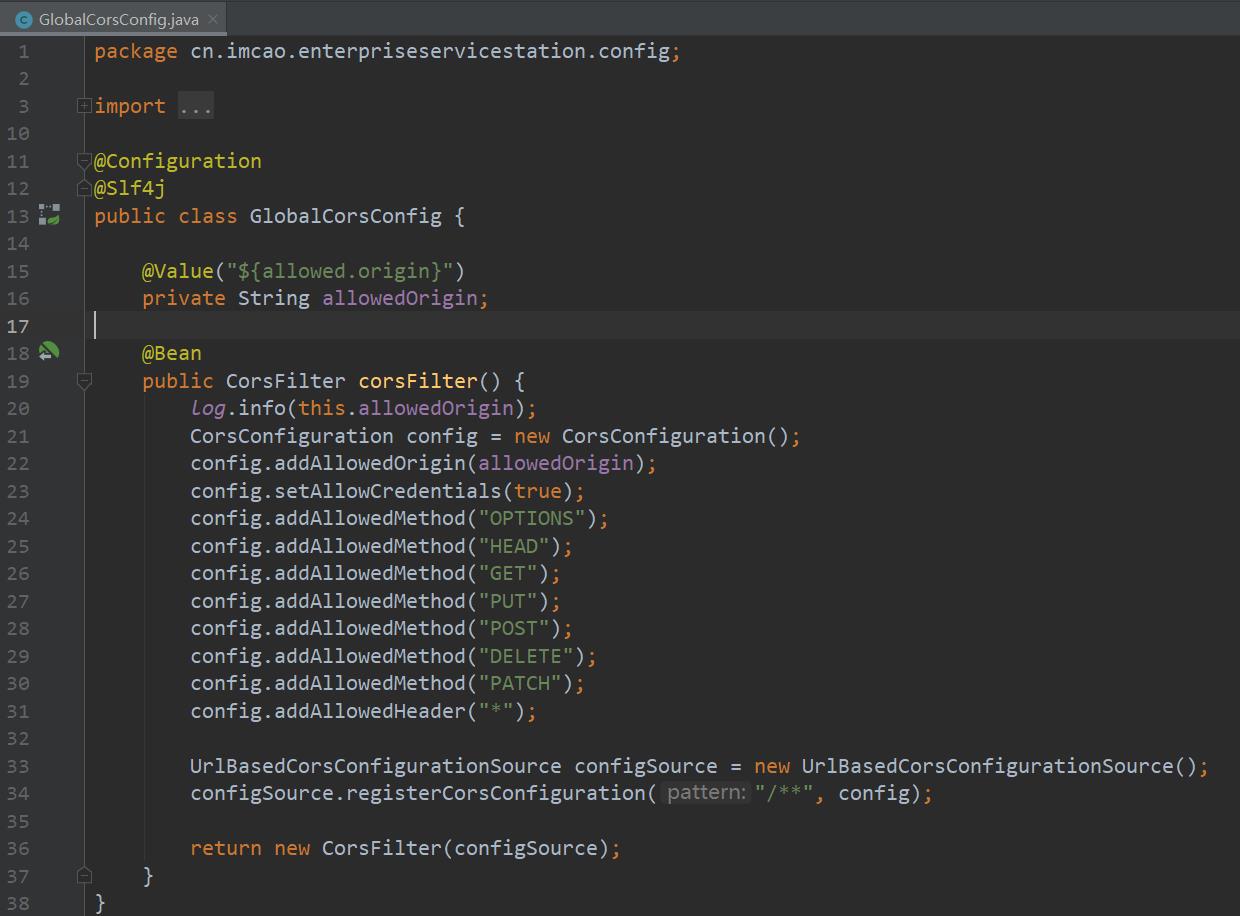 GlobalCorsConfig.java
1 package cn.imcao.enterpriseservicestation.config;
2
3 import ...
10
11 @Configuration
12 @Slf4j
13 public class GlobalCorsConfig {
14
15 @Value("${allowed.origin}")
16 private String allowedOrigin;
17
18 @Bean
19 public CorsFilter corsFilter() {
20 log.info(this.allowedOrigin);
21 CorsConfiguration config = new CorsConfiguration();
22 config.addAllowedOrigin(allowedOrigin);
23 config.setAllowCredentials(true);
24 config.addAllowedMethod("OPTIONS");
25 config.addAllowedMethod("HEAD");
26 config.addAllowedMethod("GET");
27 config.addAllowedMethod("PUT");
28 config.addAllowedMethod("POST");
29 config.addAllowedMethod("DELETE");
30 config.addAllowedMethod("PATCH");
31 config.addAllowedHeader("*");
32
33 UrlBasedCorsConfigurationSource configSource = new UrlBasedCorsConfigurationSource();
34 configSource.registerCorsConfiguration( pattern: "/**", config);
35
36 return new CorsFilter(configSource);
37 }
38 }